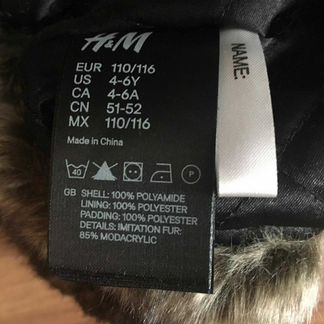 H&M
EUR 110/116
US 4-6Y
CA 4-6A
CN 51-52
MX 110/116
Made in China
40 P
GB SHELL: 100% POLYAMIDE
LINING: 100% POLYESTER
PADDING: 100% POLYESTER
DETAILS: IMITATION FUR:
85% MODACRYLIC
NAME: